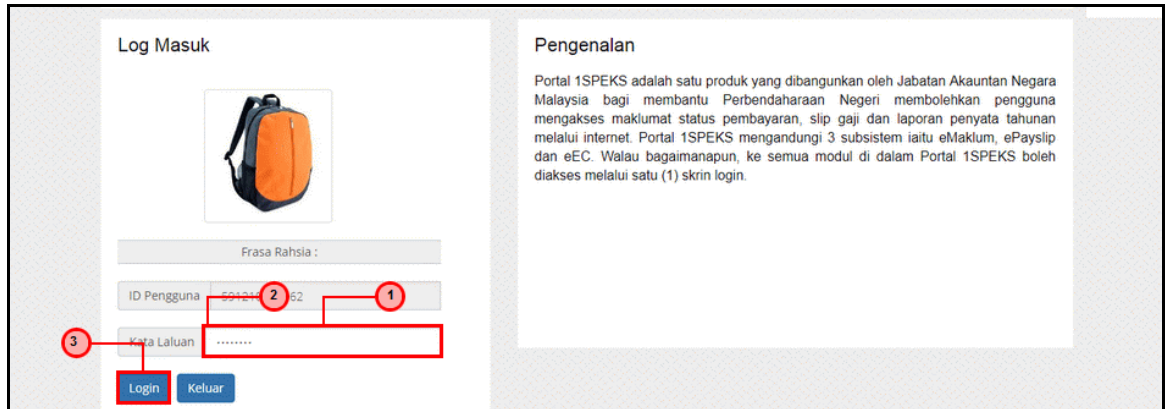 Log Masuk
Frasa Rahsia :
ID Pengguna
2
62
1
3
Kata Laluan
........
Login
Keluar
Pengenalan
Portal 1SPEKS adalah satu produk yang dibangunkan oleh Jabatan Akauntan Negara
Malaysia bagi membantu Perbendaharaan Negeri membolehkan pengguna
mengakses maklumat status pembayaran, slip gaji dan laporan penyata tahunan
melalui internet. Portal 1SPEKS mengandungi 3 subsistem iaitu eMaklum, ePayslip
dan eEC. Walau bagaimanapun, ke semua modul di dalam Portal 1SPEKS boleh
diakses melalui satu (1) skrin login.